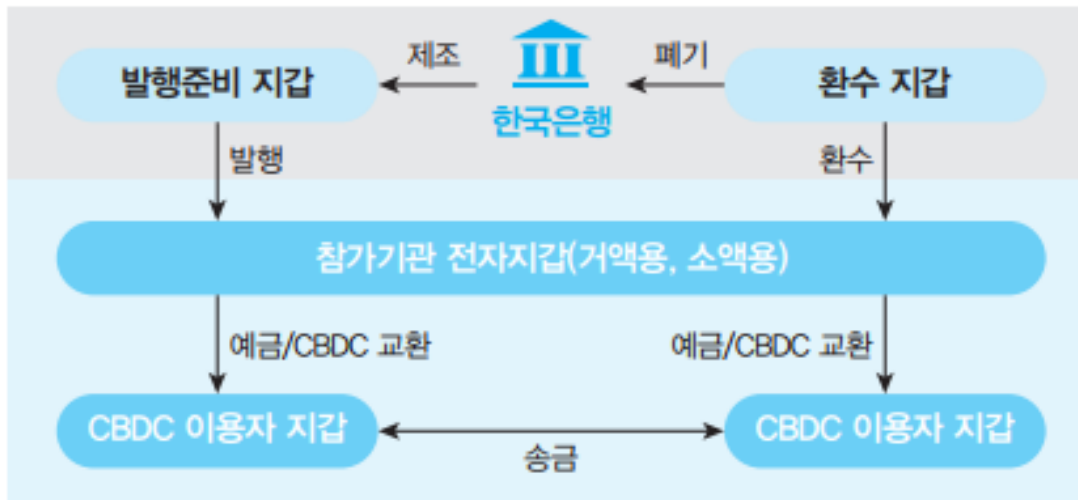 제조
폐기
발행준비 지갑
한국은행
환수 지갑
발행
환수
참가기관 전자지갑(거액용, 소액용)
예금/CBDC 교환
예금/CBDC 교환
CBDC 이용자 지갑
CBDC 이용자 지갑
송금